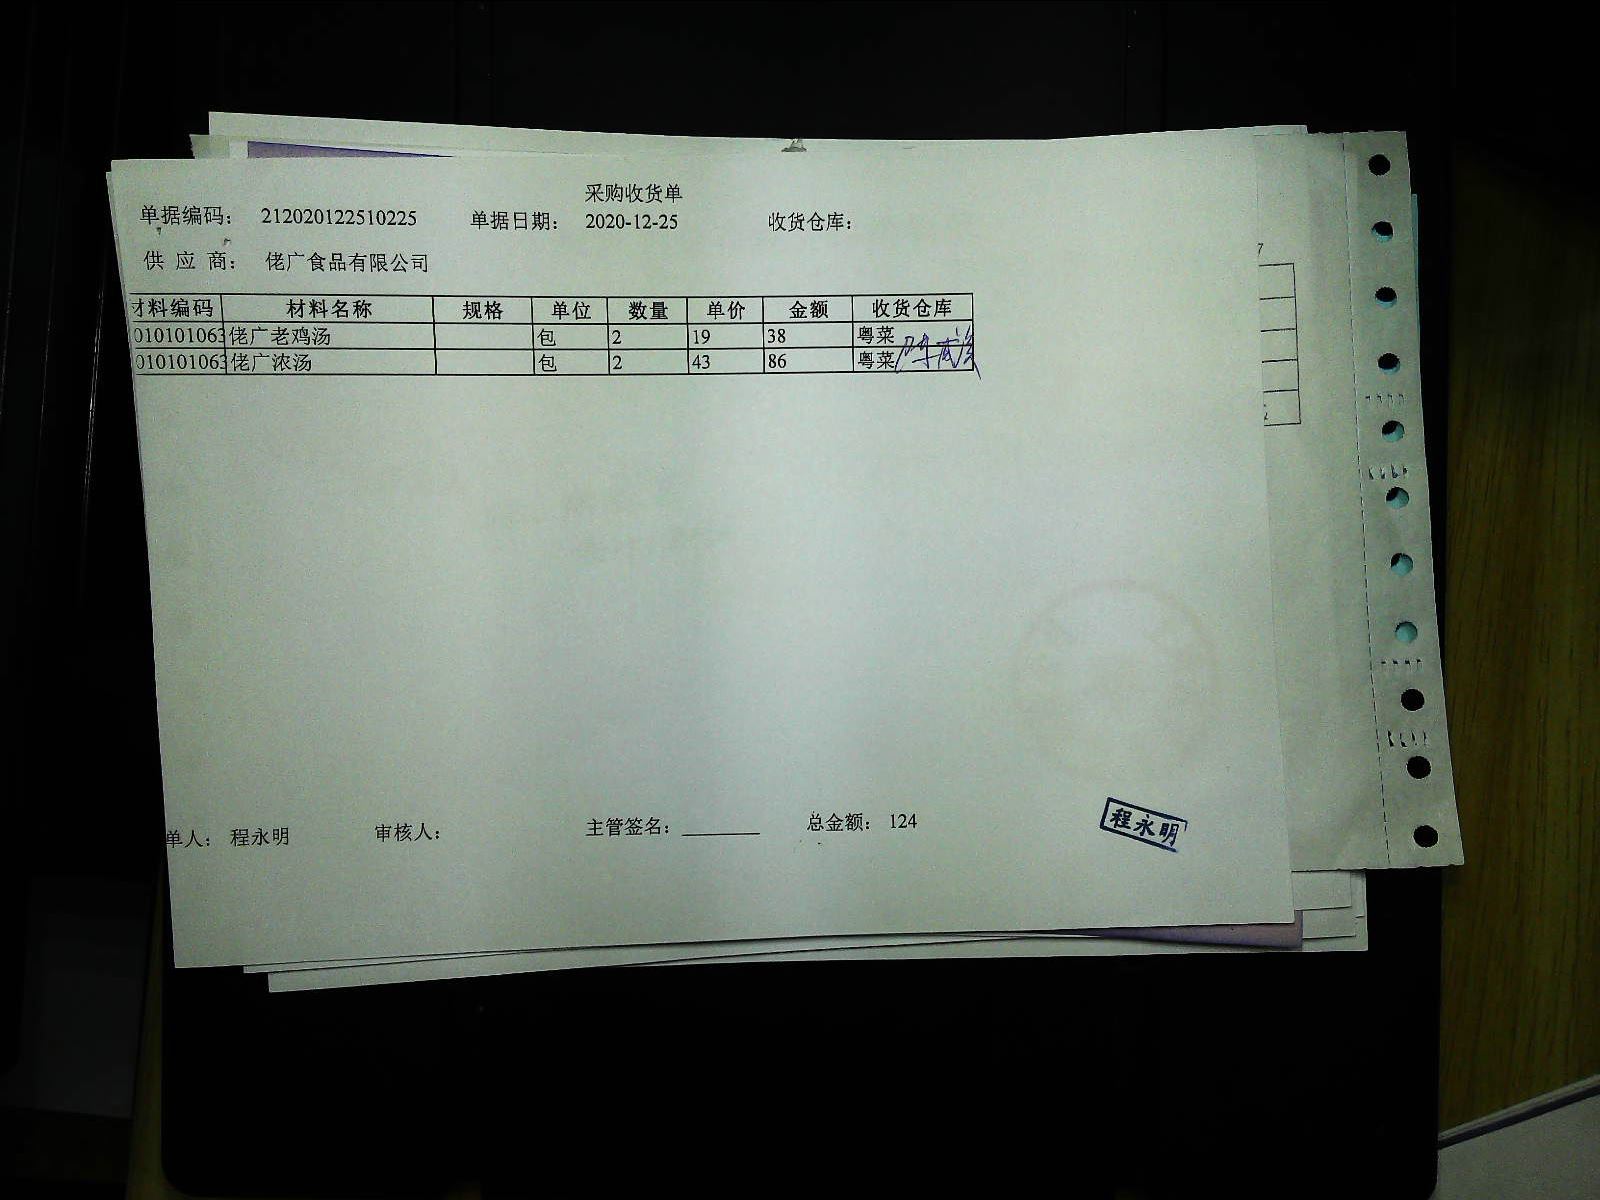 采购收货单
单据编码： 212020122510225 单据日期： 2020-12-25 收货仓库：
供 应 商： 佬广食品有限公司
材料编码 材料名称 规格 单位 数量 单价 金额 收货仓库
010101063 佬广老鸡汤 包 2 19 38 粤菜
010101063 佬广浓汤 包 2 43 86 粤菜
单人： 程永明 审核人： 主管签名： 总金额： 124
程永明